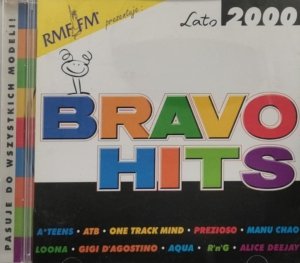 RMF FM prezentuje:
Lato 2000
BRAVO
HITS
A*TEENS • ATB • ONE TRACK MIND • PREZIOSO • MANU CHAO
LOONA • GIGI D'AGOSTINO • AQUA • R'n'G • ALICE DEEJAY
PASUJE DO WSZYSTKICH MODELI!